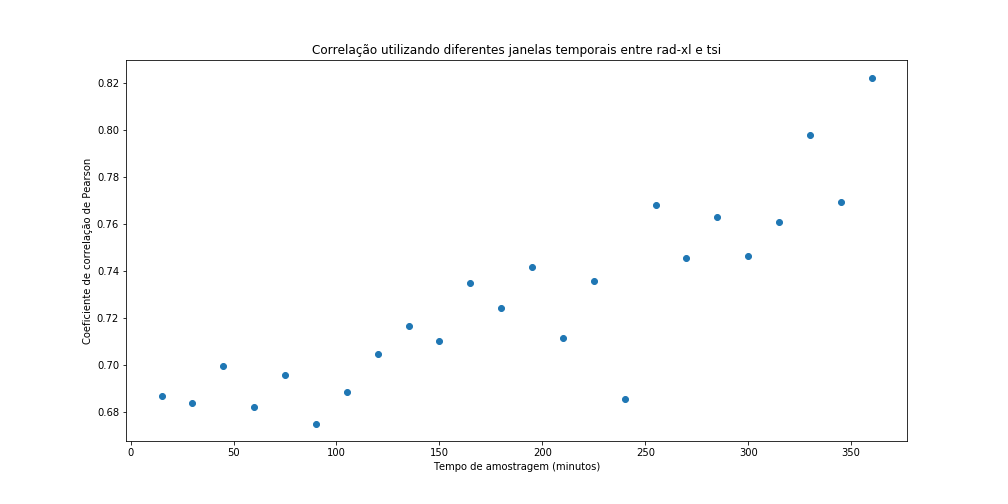 Correlação utilizando diferentes janelas temporais entre rad-xl e tsi
Coeficiente de correlação de Pearson
0.82
0.80
0.78
0.76
0.74
0.72
0.70
0.68
0 50 100 150 200 250 300 350
Tempo de amostragem (minutos)